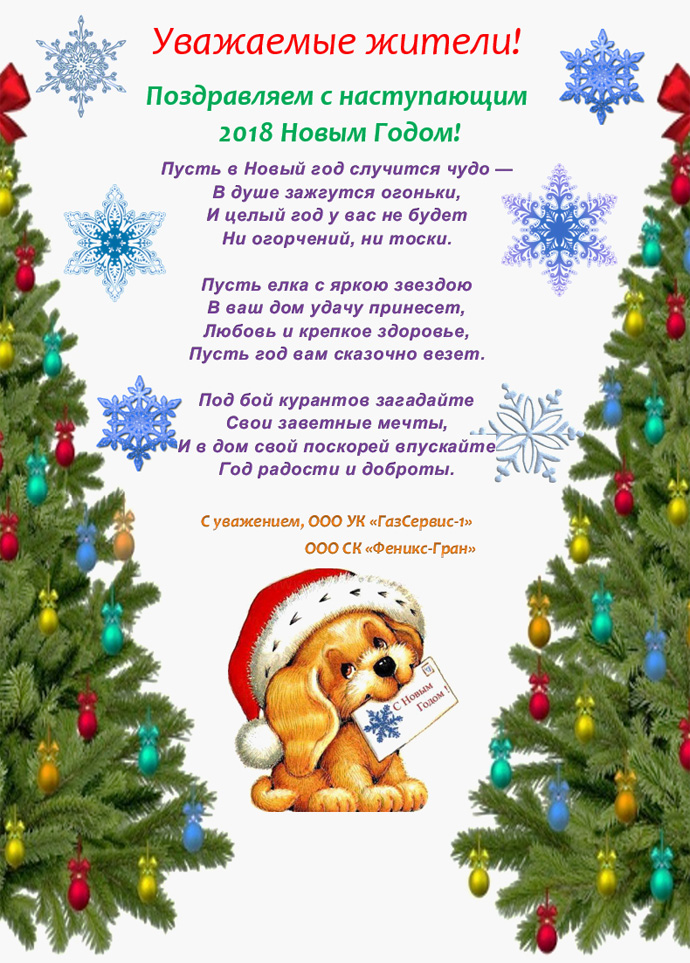 Уважаемые жители!
Поздравляем с наступающим
2018 Новым Годом!
Пусть в Новый год случится чудо —
В душе зажгутся огоньки,
И целый год у вас не будет
Ни огорчений, ни тоски.
Пусть елка с яркою звездою
В ваш дом удачу принесет,
Любовь и крепкое здоровье,
Пусть год вам сказочно везет.
Под бой курантов загадайте
Свои заветные мечты,
И в дом свой поскорей впускайте
Год радости и доброты.
С уважением, ООО УК «ГазСервис-1»
ООО СК «Феникс-Гран»
С Новым
Годом !